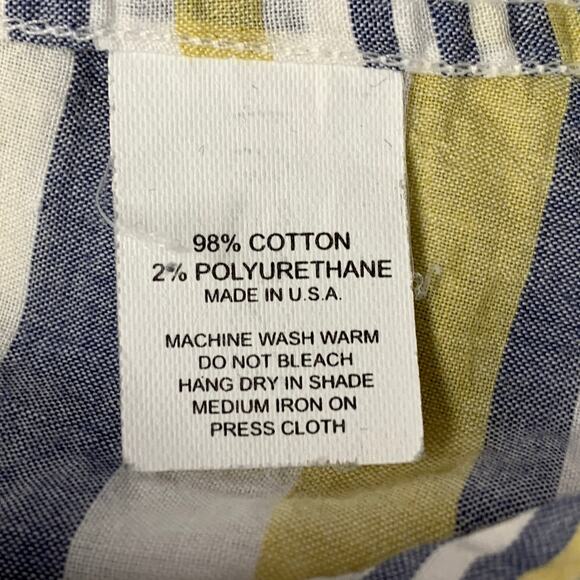 98% COTTON
2% POLYURETHANE
MADE IN U.S.A.
MACHINE WASH WARM
DO NOT BLEACH
HANG DRY IN SHADE
MEDIUM IRON ON
PRESS CLOTH